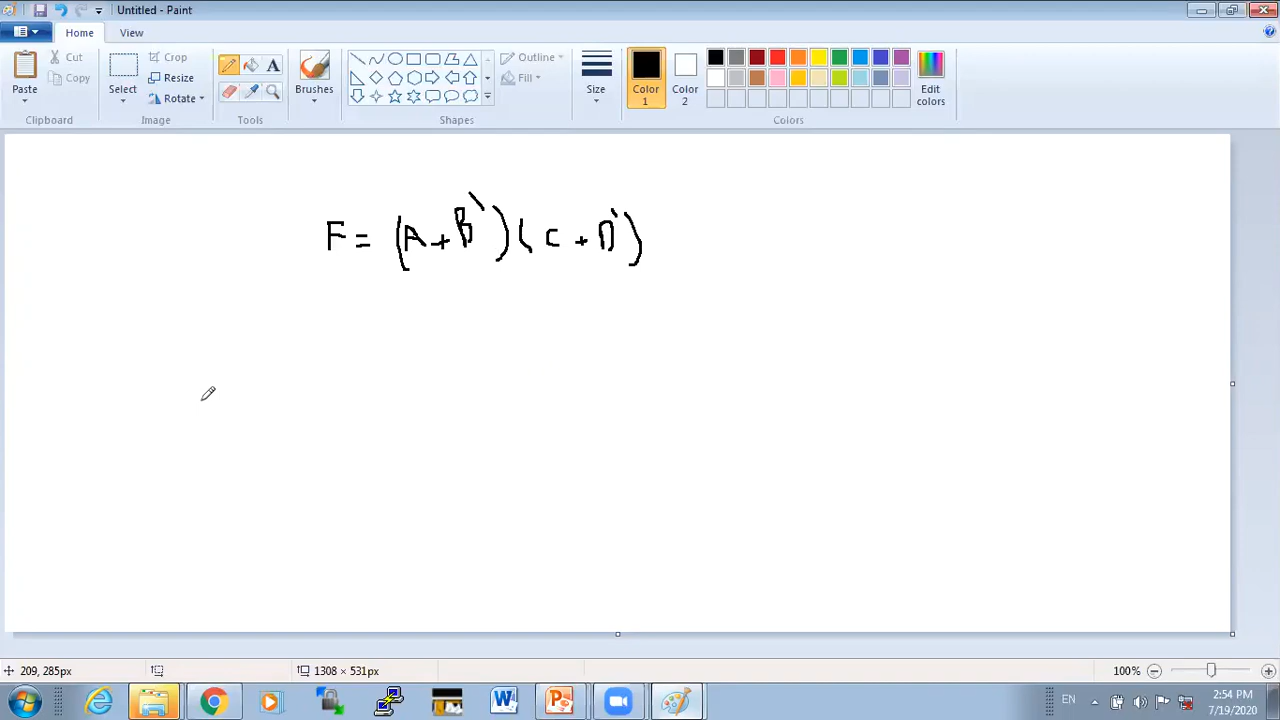 Untitled - Paint
Home View
Paste Cut Copy Select Crop Resize Rotate Brushes Outline Fill Size Color 1 Color 2 Edit colors
Clipboard Image Tools Shapes Colors
F = (A + B`)(C + D')
209, 285px 1308 × 531px 100%
EN 2:54 PM
7/19/2020